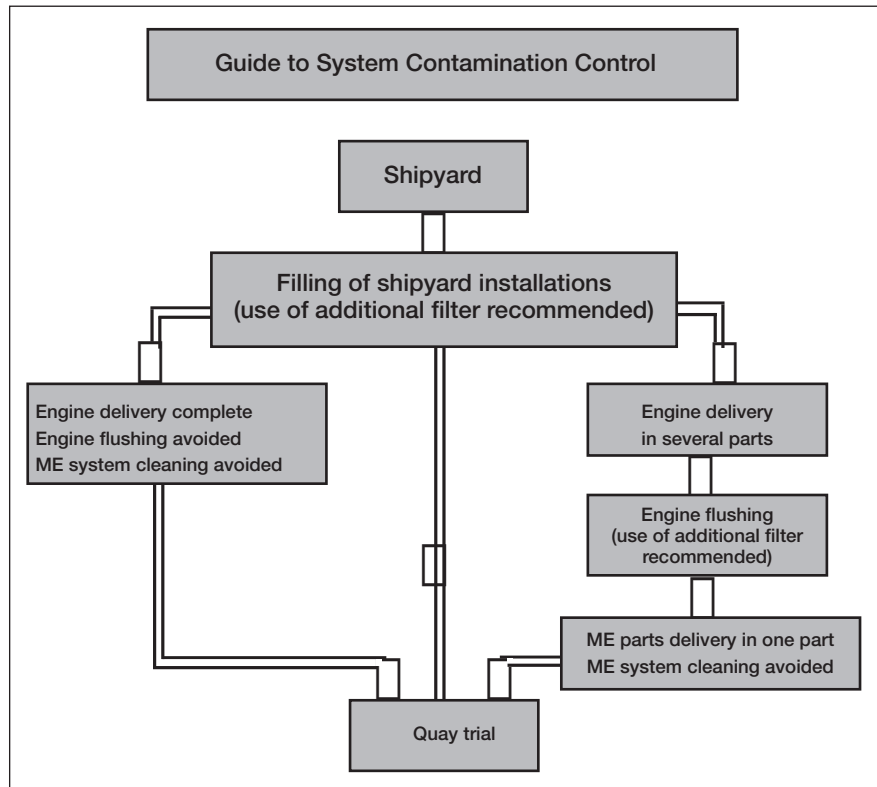 Guide to System Contamination Control
Shipyard
Filling of shipyard installations
(use of additional filter recommended)
Engine delivery complete
Engine flushing avoided
ME system cleaning avoided
Engine delivery
in several parts
Engine flushing
(use of additional filter
recommended)
ME parts delivery in one part
ME system cleaning avoided
Quay trial